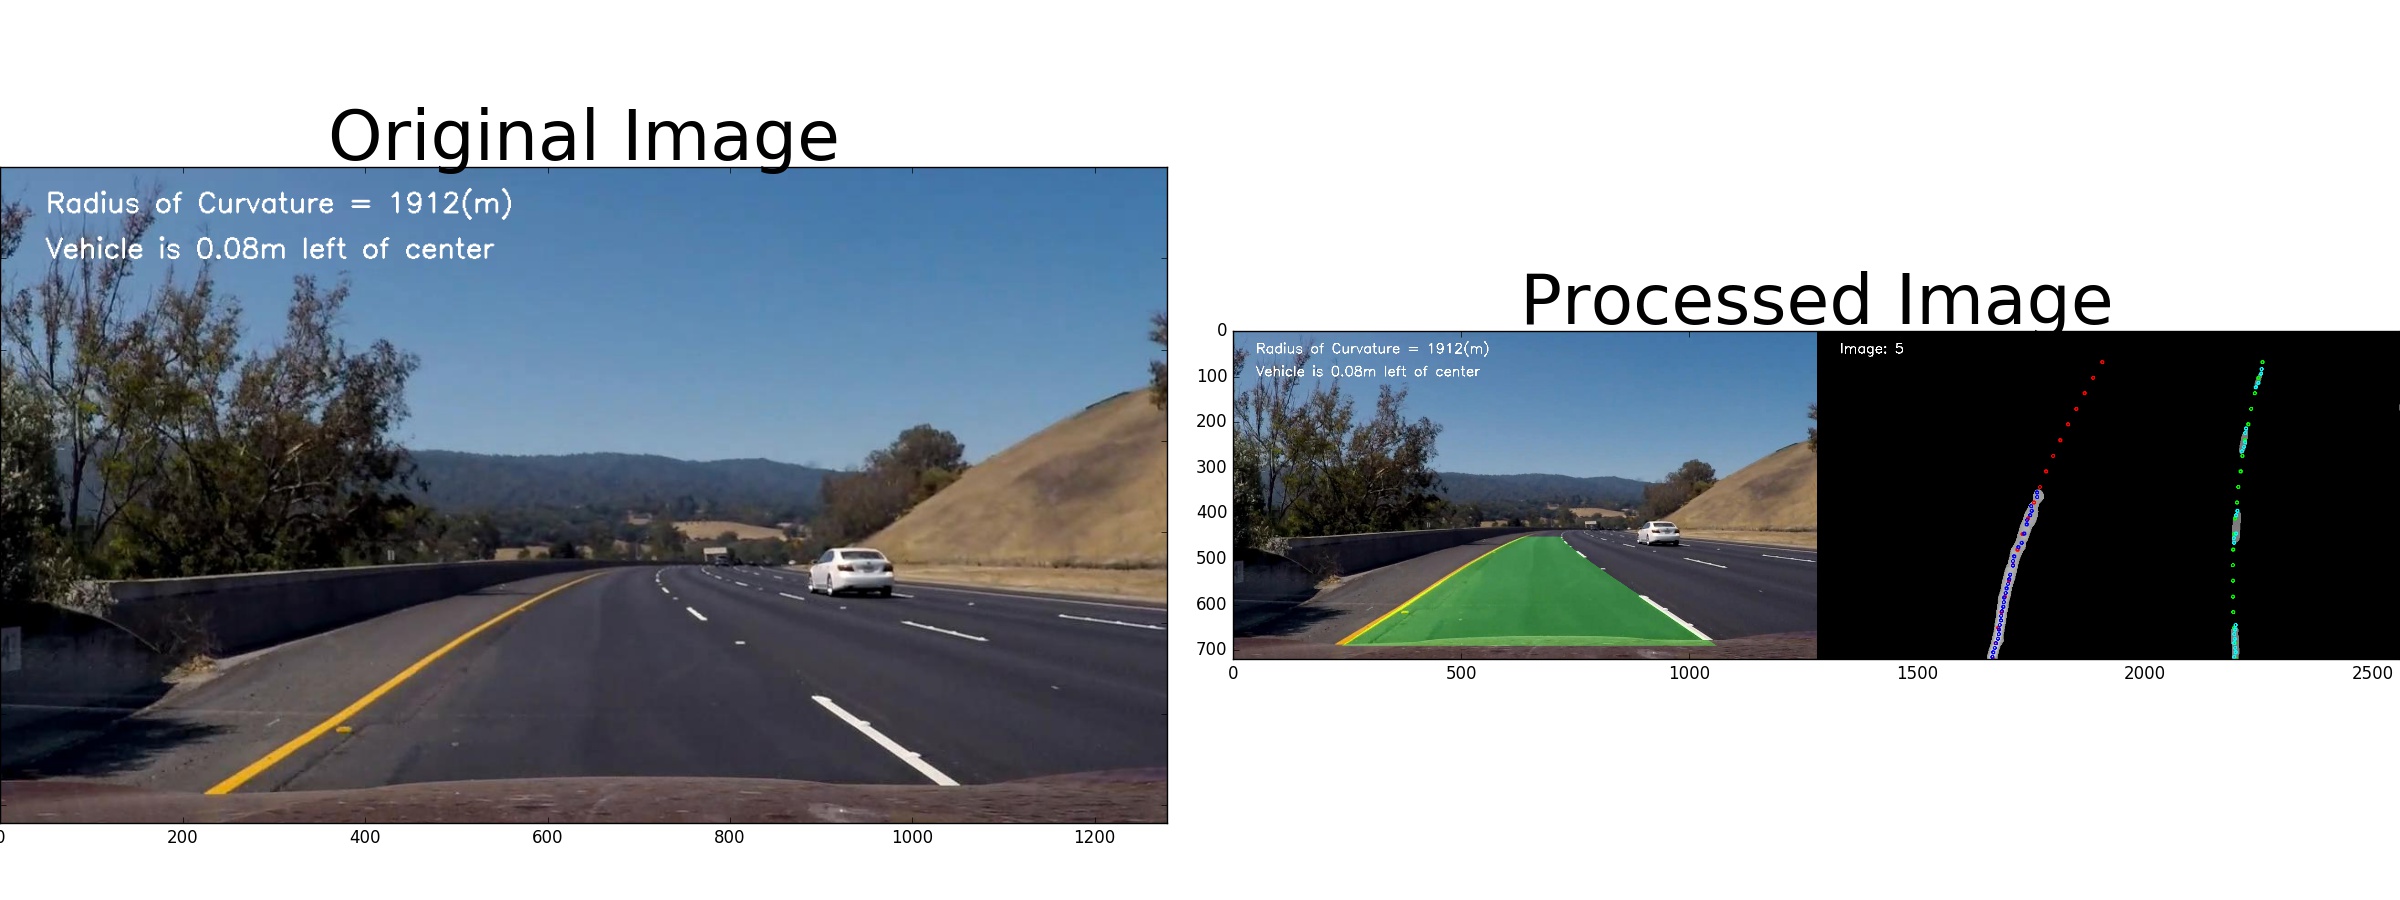 Original Image
Radius of Curvature = 1912(m)
Vehicle is 0.08m left of center
0 200 400 600 800 1000 1200
Processed Image
Radius of Curvature = 1912(m)
Vehicle is 0.08m left of center
Image: 5
0
100
200
300
400
500
600
700
0 500 1000 1500 2000 2500